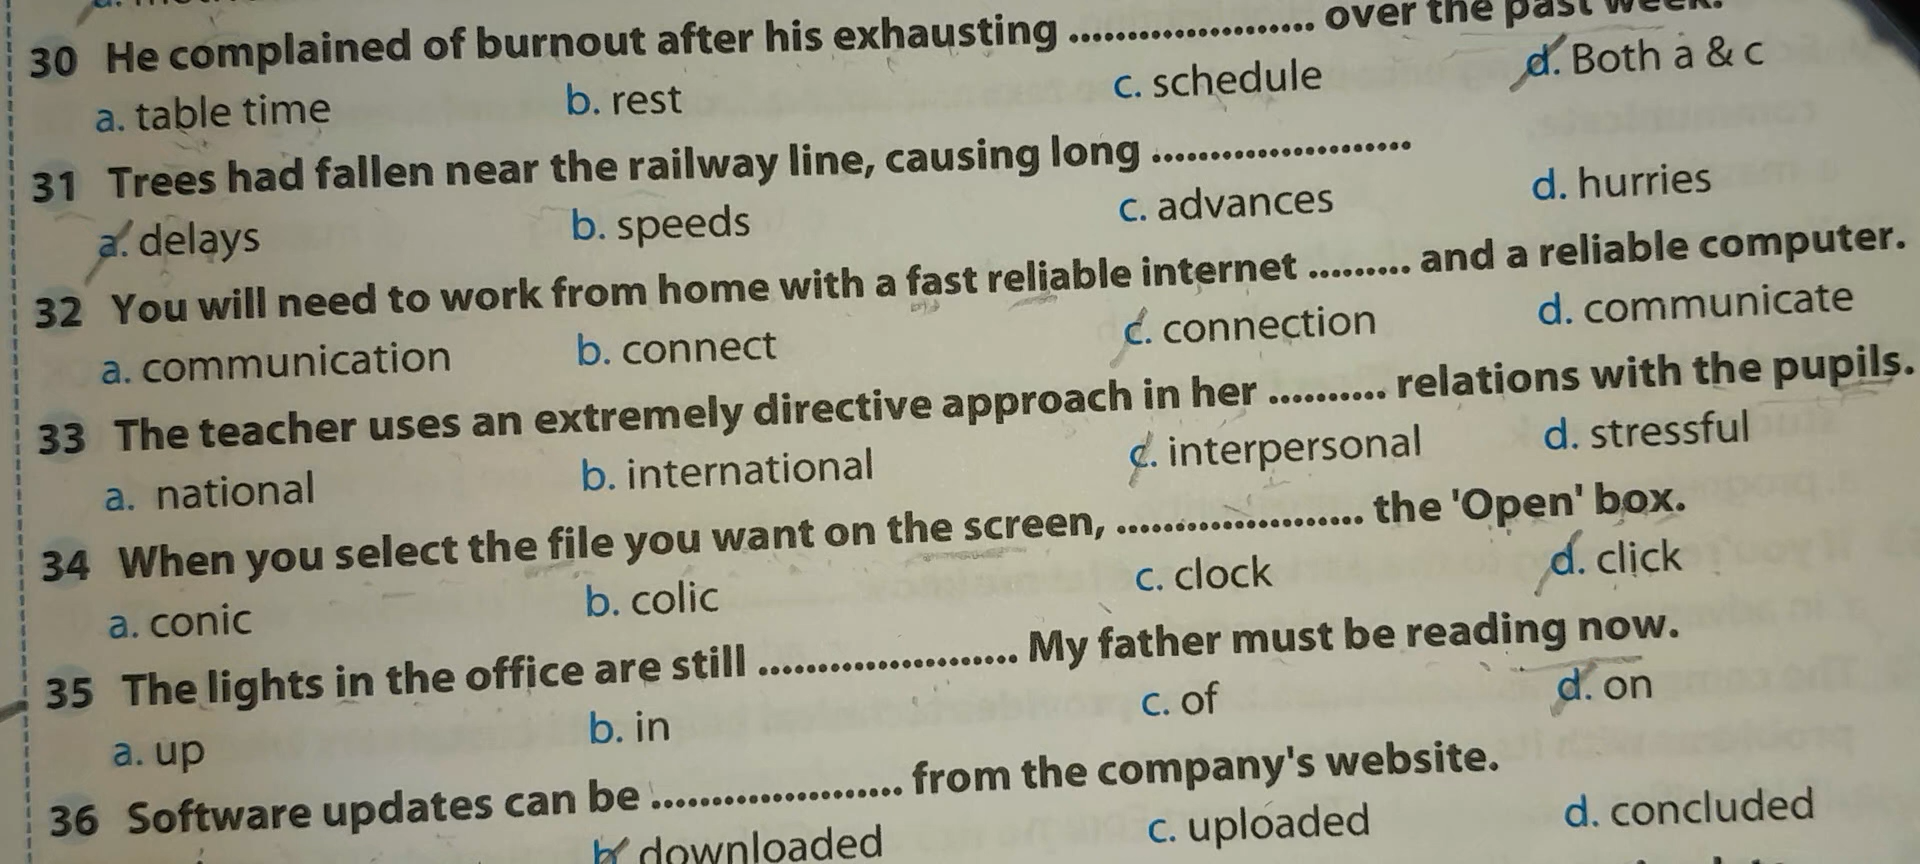 30 He complained of burnout after his exhausting ..................... over the past week.
a. table time b. rest c. schedule d. Both a & c
31 Trees had fallen near the railway line, causing long ......................
a. delays b. speeds c. advances d. hurries
32 You will need to work from home with a fast reliable internet ......... and a reliable computer.
a. communication b. connect c. connection d. communicate
33 The teacher uses an extremely directive approach in her .......... relations with the pupils.
a. national b. international c. interpersonal d. stressful
34 When you select the file you want on the screen, ..................... the 'Open' box.
a. conic b. colic c. clock d. click
35 The lights in the office are still ...................... My father must be reading now.
a. up b. in c. of d. on
36 Software updates can be ..................... from the company's website.
b. downloaded c. uploaded d. concluded